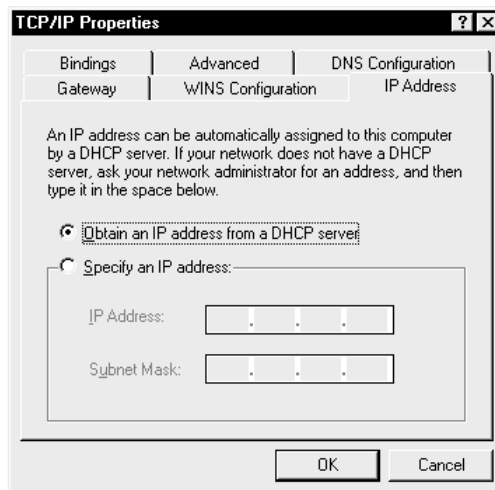 TCP/IP Properties
Bindings Advanced DNS Configuration
Gateway WINS Configuration IP Address
An IP address can be automatically assigned to this computer
by a DHCP server. If your network does not have a DHCP
server, ask your network administrator for an address, and then
type it in the space below.
Obtain an IP address from a DHCP server
Specify an IP address:
IP Address:
. . .
Subnet Mask:
. . .
OK Cancel